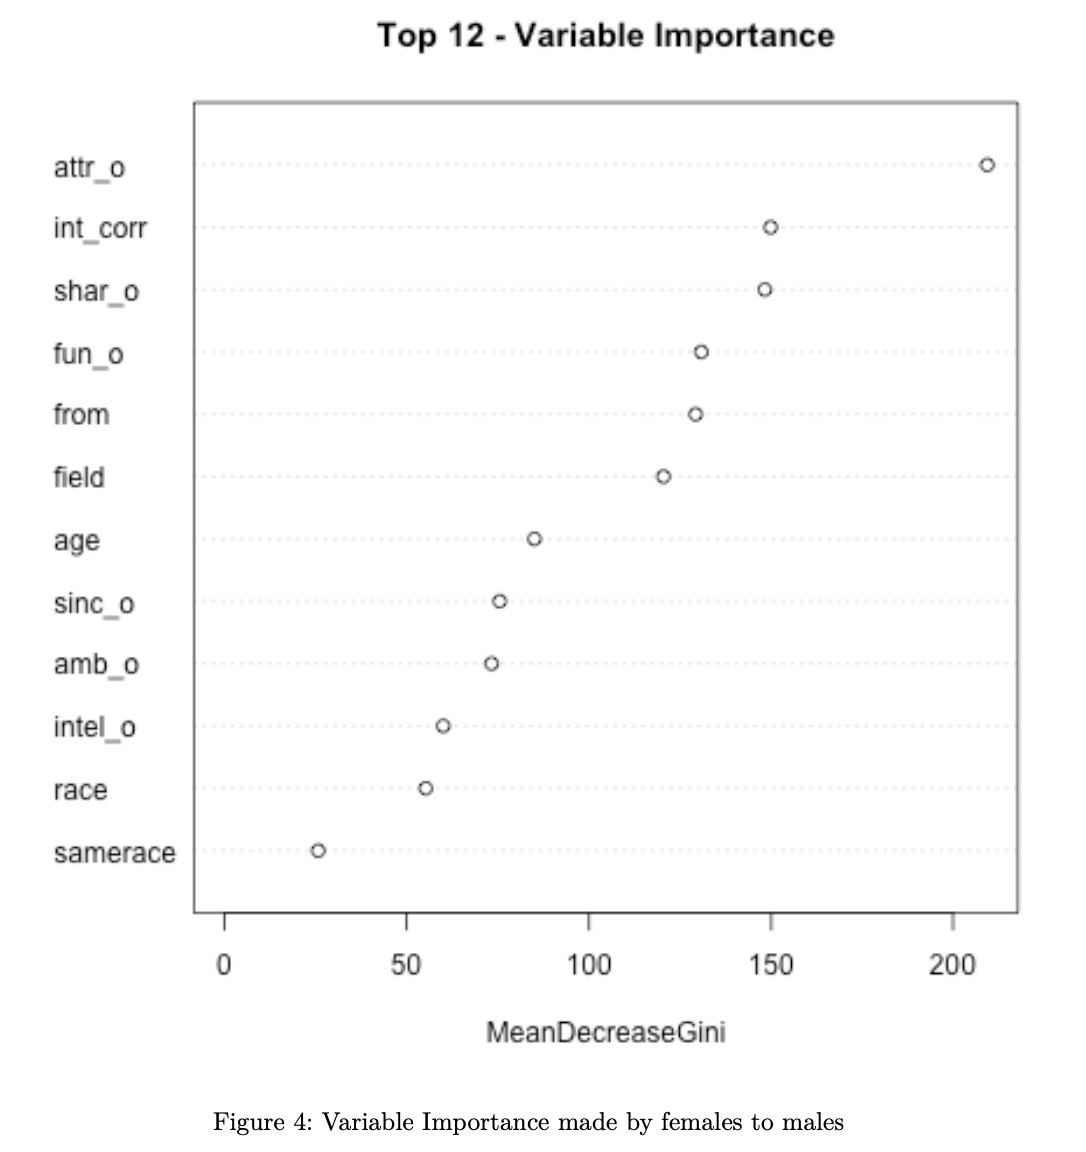 Top 12 - Variable Importance
attr_o
int_corr
shar_o
fun_o
from
field
age
sinc_o
amb_o
intel_o
race
samerace
0 50 100 150 200
MeanDecreaseGini
Figure 4: Variable Importance made by females to males